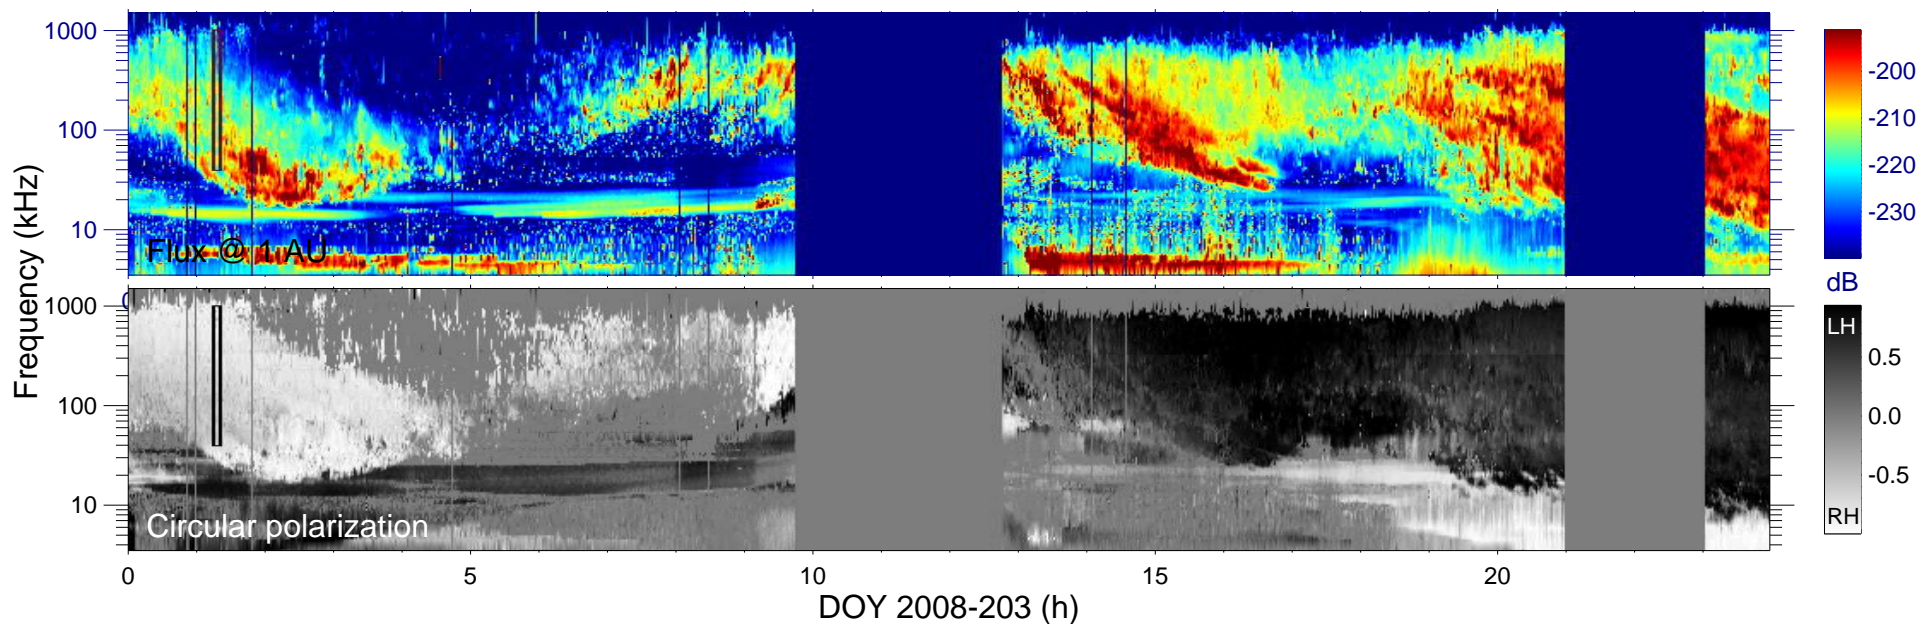 1000
100
10
Flux @ 1 AU
-200
-210
-220
-230
dB
Frequency (kHz)
0
1000
100
10
Circular polarization
LH
0.5
0.0
-0.5
RH
0 5 10 15 20
DOY 2008-203 (h)